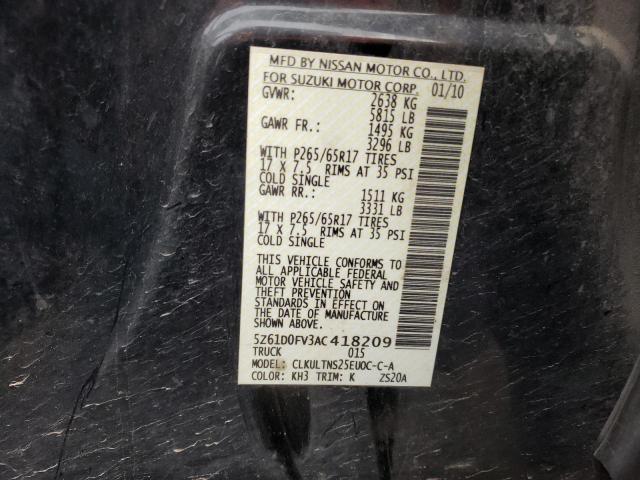 MFD BY NISSAN MOTOR CO., LTD.
FOR SUZUKI MOTOR CORP. 01/10
GVWR: 2638 KG
5815 LB
GAWR FR.: 1495 KG
3296 LB
WITH P265/65R17 TIRES
17 X 7.5 RIMS AT 35 PSI
COLD SINGLE
GAWR RR.: 1511 KG
3331 LB
WITH P265/65R17 TIRES
17 X 7.5 RIMS AT 35 PSI
COLD SINGLE
THIS VEHICLE CONFORMS TO
ALL APPLICABLE FEDERAL
MOTOR VEHICLE SAFETY AND
THEFT PREVENTION
STANDARDS IN EFFECT ON
THE DATE OF MANUFACTURE
SHOWN ABOVE.
5Z61D0FV3AC418209
TRUCK 015
MODEL: CLKULTNS25EUOC-C-A
COLOR: KH3 TRIM: K ZS20A